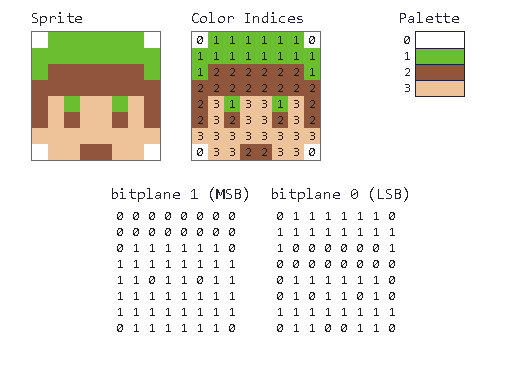 Sprite
Color Indices
0 1 1 1 1 1 1 0
1 1 1 1 1 1 1 1
1 2 2 2 2 2 2 1
2 2 2 2 2 2 2 2
2 3 1 3 3 1 3 2
2 3 2 3 3 2 3 2
3 3 3 3 3 3 3 3
0 3 3 2 2 3 3 0
Palette
0
1
2
3
bitplane 1 (MSB)
0 0 0 0 0 0 0 0
0 0 0 0 0 0 0 0
0 1 1 1 1 1 1 0
1 1 1 1 1 1 1 1
1 1 0 1 1 0 1 1
1 1 1 1 1 1 1 1
1 1 1 1 1 1 1 1
0 1 1 1 1 1 1 0
bitplane 0 (LSB)
0 1 1 1 1 1 1 0
1 1 1 1 1 1 1 1
1 0 0 0 0 0 0 1
0 0 0 0 0 0 0 0
0 1 1 1 1 1 1 0
0 1 0 1 1 0 1 0
1 1 1 1 1 1 1 1
0 1 1 0 0 1 1 0